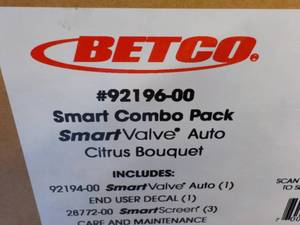 BETCO®
#92196-00
Smart Combo Pack
SmartValve® Auto
Citrus Bouquet
INCLUDES:
92194-00 SmartValve® Auto (1)
END USER DECAL (1)
28772-00 SmartScreen® (3)
CARE AND MAINTENANCE
SCAN
TO S